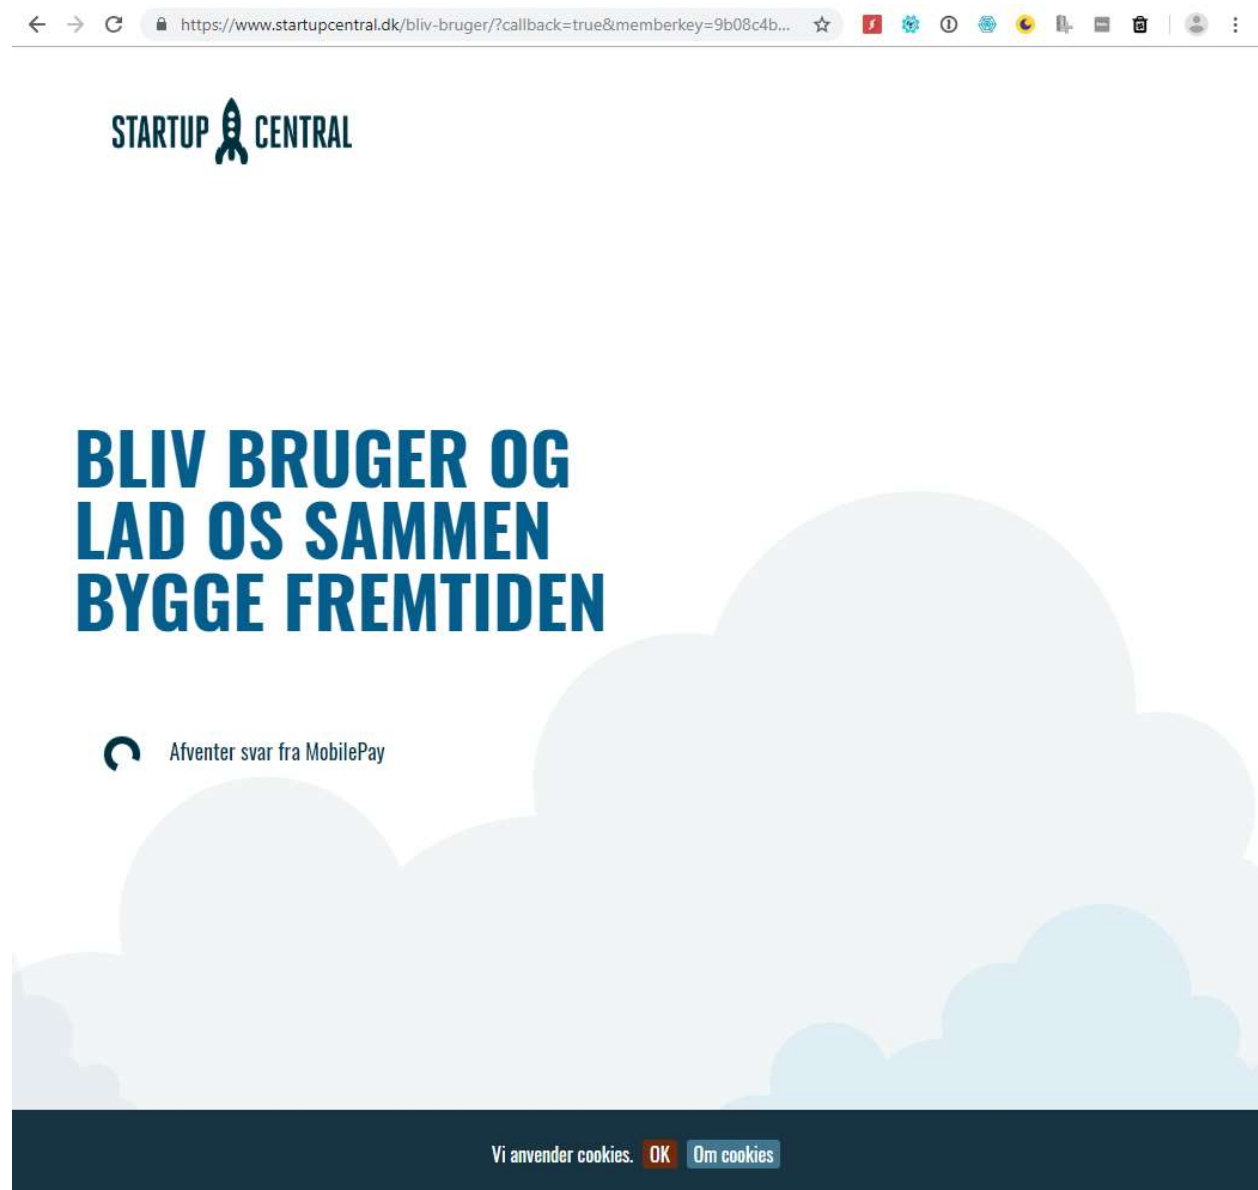 https://www.startupcentral.dk/bliv-bruger/?callback=true&memberkey=9b08c4b...
STARTUP CENTRAL
BLIV BRUGER OG
LAD OS SAMMEN
BYGGE FREMTIDEN
Afventer svar fra MobilePay
Vi anvender cookies. OK Om cookies